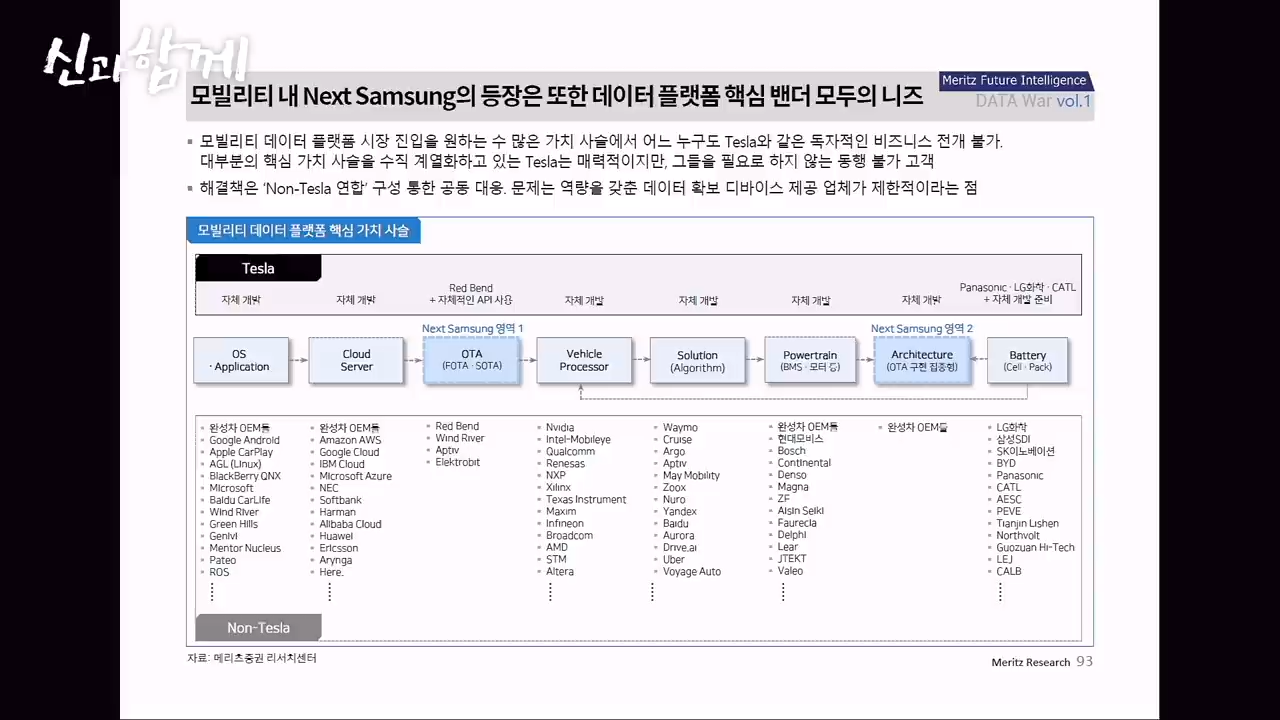 신과함께
Meritz Future Intelligence
DATA War vol.1
모빌리티 내 Next Samsung의 등장은 또한 데이터 플랫폼 핵심 밴더 모두의 니즈
▪ 모빌리티 데이터 플랫폼 시장 진입을 원하는 수 많은 가치 사슬에서 어느 누구도 Tesla와 같은 독자적인 비즈니스 전개 불가.
대부분의 핵심 가치 사슬을 수직 계열화하고 있는 Tesla는 매력적이지만, 그들을 필요로 하지 않는 동행 불가 고객
▪ 해결책은 ‘Non-Tesla 연합’ 구성 통한 공동 대응. 문제는 역량을 갖춘 데이터 확보 디바이스 제공 업체가 제한적이라는 점
모빌리티 데이터 플랫폼 핵심 가치 사슬
Tesla
자체 개발
자체 개발
Red Bend
+ 자체적인 API 사용
자체 개발
자체 개발
자체 개발
자체 개발
Panasonic · LG화학 · CATL
+ 자체 개발 준비
Next Samsung 영역 1
Next Samsung 영역 2
OS
· Application
Cloud
Server
OTA
(FOTA · SOTA)
Vehicle
Processor
Solution
(Algorithm)
Powertrain
(BMS · 모터 등)
Architecture
(OTA 구현 집중형)
Battery
(Cell · Pack)
▪ 완성차 OEM들
▪ Google Android
▪ Apple CarPlay
▪ AGL (Linux)
▪ BlackBerry QNX
▪ Microsoft
▪ Baidu CarLife
▪ Wind River
▪ Green Hills
▪ Genivi
▪ Mentor Nucleus
▪ Pateo
▪ ROS
▪ 완성차 OEM들
▪ Amazon AWS
▪ Google Cloud
▪ IBM Cloud
▪ Microsoft Azure
▪ NEC
▪ Softbank
▪ Harman
▪ Alibaba Cloud
▪ Huawei
▪ Ericsson
▪ Arynga
▪ Here.
▪ Red Bend
▪ Wind River
▪ Aptiv
▪ Elektrobit
▪ Nvidia
▪ Intel-Mobileye
▪ Qualcomm
▪ Renesas
▪ NXP
▪ Xilinx
▪ Texas Instrument
▪ Maxim
▪ Infineon
▪ Broadcom
▪ AMD
▪ STM
▪ Altera
▪ Waymo
▪ Cruise
▪ Argo
▪ Aptiv
▪ May Mobility
▪ Zoox
▪ Nuro
▪ Yandex
▪ Baidu
▪ Aurora
▪ Drive.ai
▪ Uber
▪ Voyage Auto
▪ 완성차 OEM들
▪ 현대모비스
▪ Bosch
▪ Continental
▪ Denso
▪ Magna
▪ ZF
▪ Aisin Seiki
▪ Faurecia
▪ Delphi
▪ Lear
▪ JTEKT
▪ Valeo
▪ 완성차 OEM들
▪ LG화학
▪ 삼성SDI
▪ SK이노베이션
▪ BYD
▪ Panasonic
▪ CATL
▪ AESC
▪ PEVE
▪ Tianjin Lishen
▪ Northvolt
▪ Guozuan Hi-Tech
▪ LEJ
▪ CALB
Non-Tesla
자료: 메리츠증권 리서치센터
Meritz Research 93